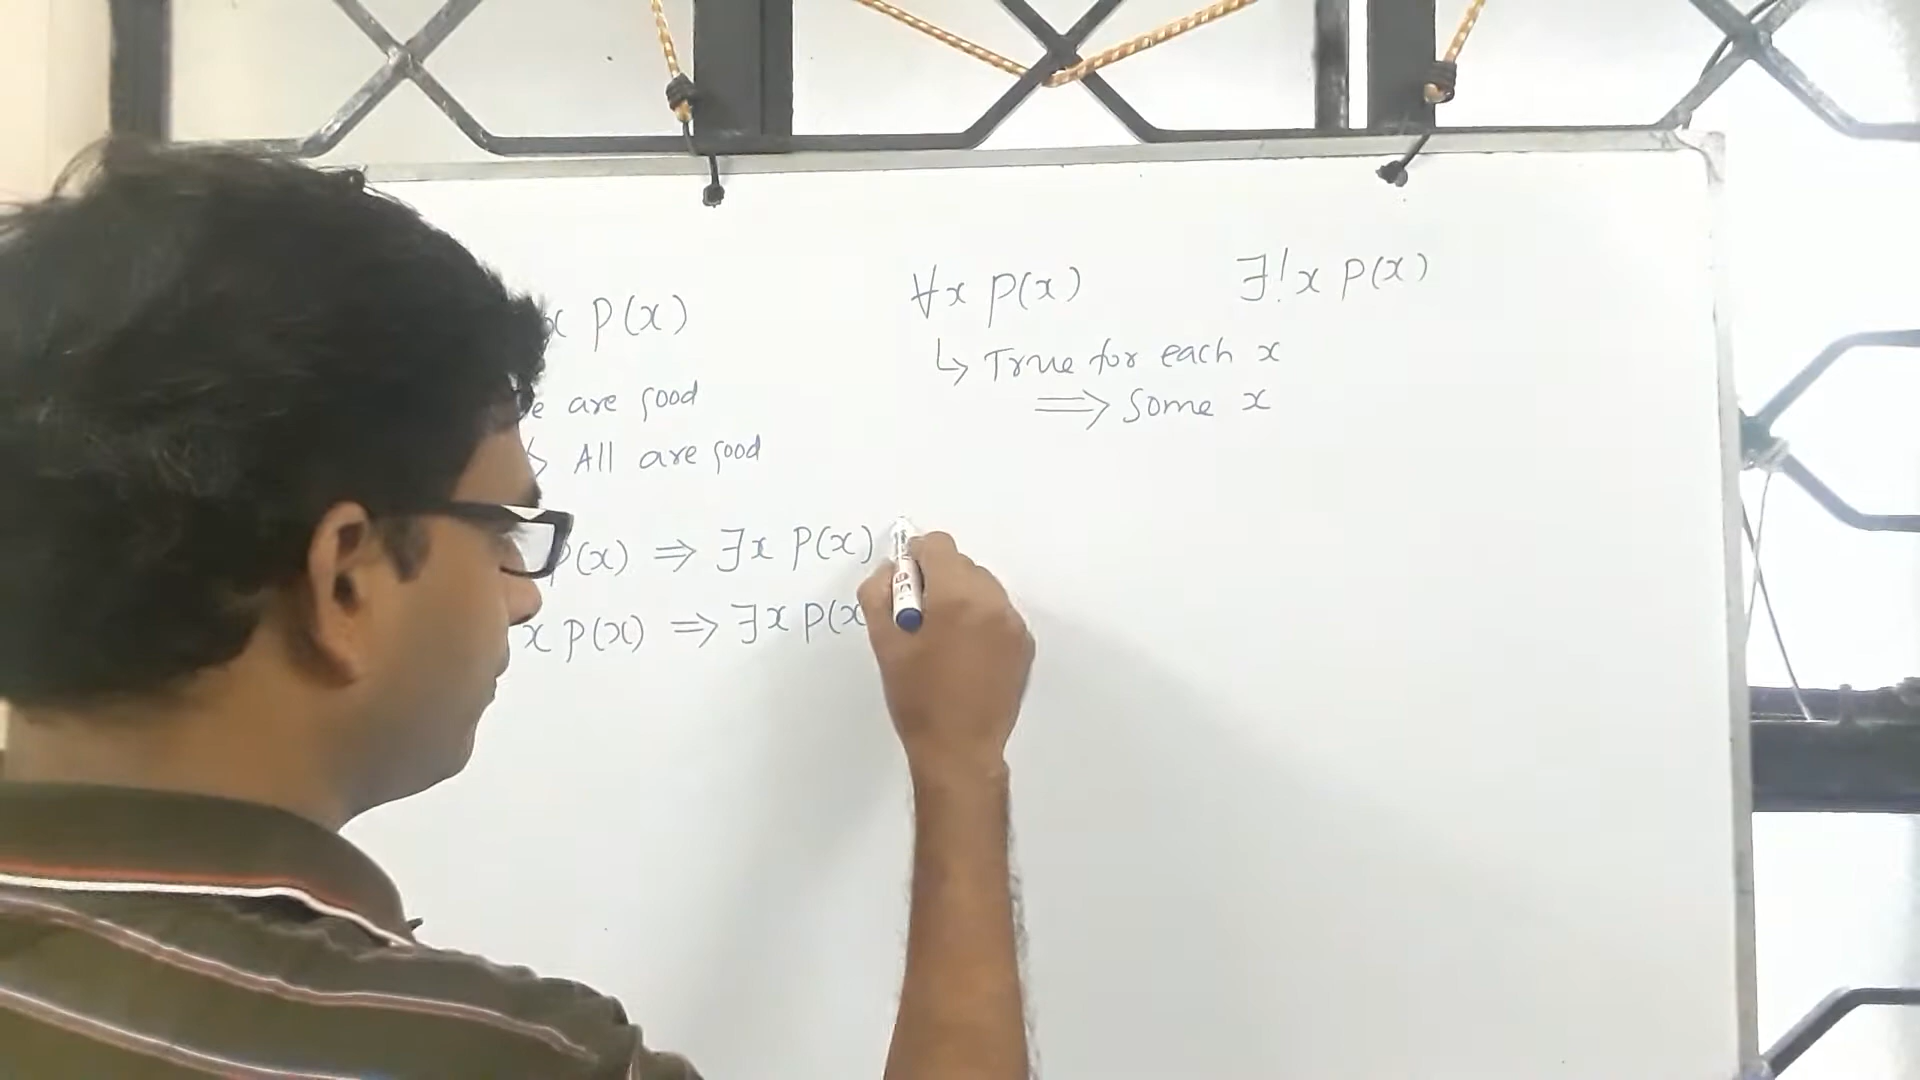 x P(x)
∀x P(x)
∃!x P(x)
are good
↳ True for each x
⟹ Some x
All are good
P(x) ⇒ ∃x P(x)
x P(x) ⇒ ∃x P(x